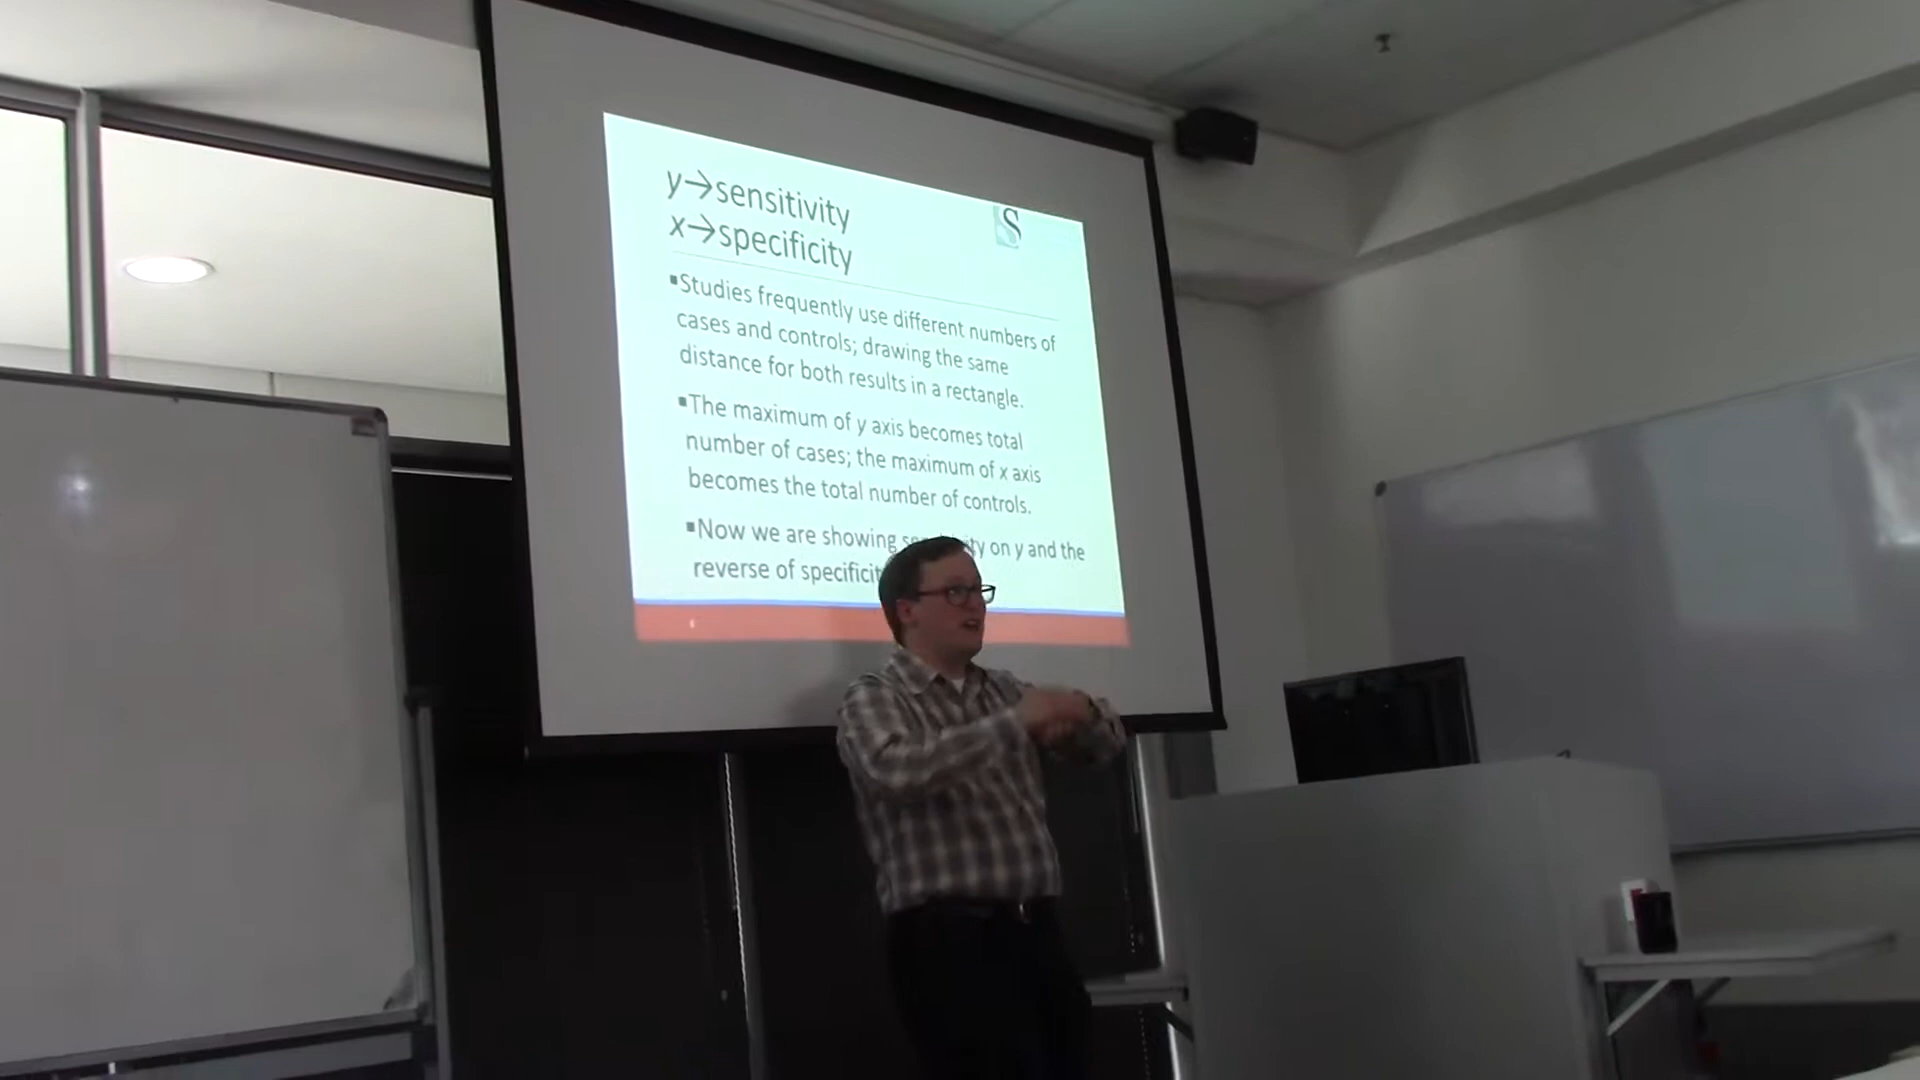 y→sensitivity
x→specificity
S
▪Studies frequently use different numbers of
cases and controls; drawing the same
distance for both results in a rectangle.
▪The maximum of y axis becomes total
number of cases; the maximum of x axis
becomes the total number of controls.
▪Now we are showing on y and the
reverse of